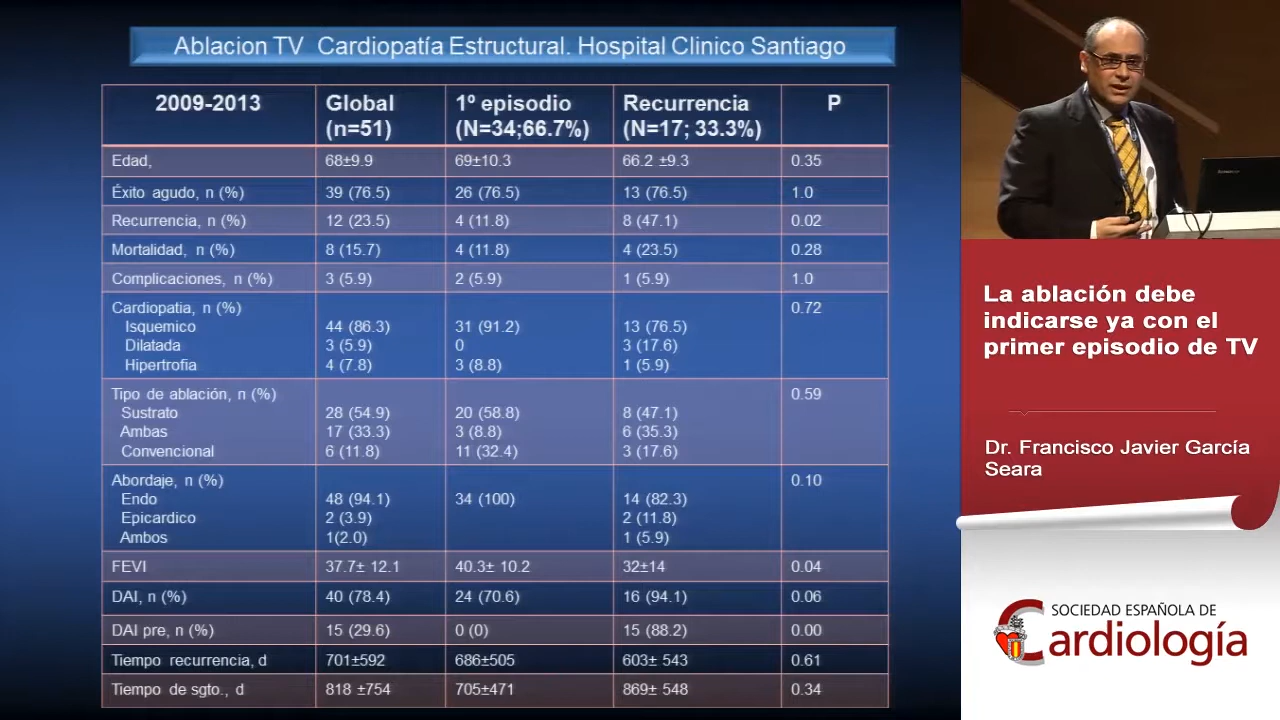 Ablacion TV Cardiopatía Estructural. Hospital Clinico Santiago
2009-2013 Global (n=51) 1º episodio (N=34;66.7%) Recurrencia (N=17; 33.3%) P
Edad, 68±9.9 69±10.3 66.2 ±9.3 0.35
Éxito agudo, n (%) 39 (76.5) 26 (76.5) 13 (76.5) 1.0
Recurrencia, n (%) 12 (23.5) 4 (11.8) 8 (47.1) 0.02
Mortalidad, n (%) 8 (15.7) 4 (11.8) 4 (23.5) 0.28
Complicaciones, n (%) 3 (5.9) 2 (5.9) 1 (5.9) 1.0
Cardiopatia, n (%) 0.72
Isquemico 44 (86.3) 31 (91.2) 13 (76.5)
Dilatada 3 (5.9) 0 3 (17.6)
Hipertrofia 4 (7.8) 3 (8.8) 1 (5.9)
Tipo de ablación, n (%) 0.59
Sustrato 28 (54.9) 20 (58.8) 8 (47.1)
Ambas 17 (33.3) 3 (8.8) 6 (35.3)
Convencional 6 (11.8) 11 (32.4) 3 (17.6)
Abordaje, n (%) 0.10
Endo 48 (94.1) 34 (100) 14 (82.3)
Epicardico 2 (3.9) 2 (11.8)
Ambos 1(2.0) 1 (5.9)
FEVI 37.7± 12.1 40.3± 10.2 32±14 0.04
DAI, n (%) 40 (78.4) 24 (70.6) 16 (94.1) 0.06
DAI pre, n (%) 15 (29.6) 0 (0) 15 (88.2) 0.00
Tiempo recurrencia, d 701±592 686±505 603± 543 0.61
Tiempo de sgto., d 818 ±754 705±471 869± 548 0.34
La ablación debe
indicarse ya con el
primer episodio de TV
Dr. Francisco Javier García
Seara
SOCIEDAD ESPAÑOLA DE
Cardiología